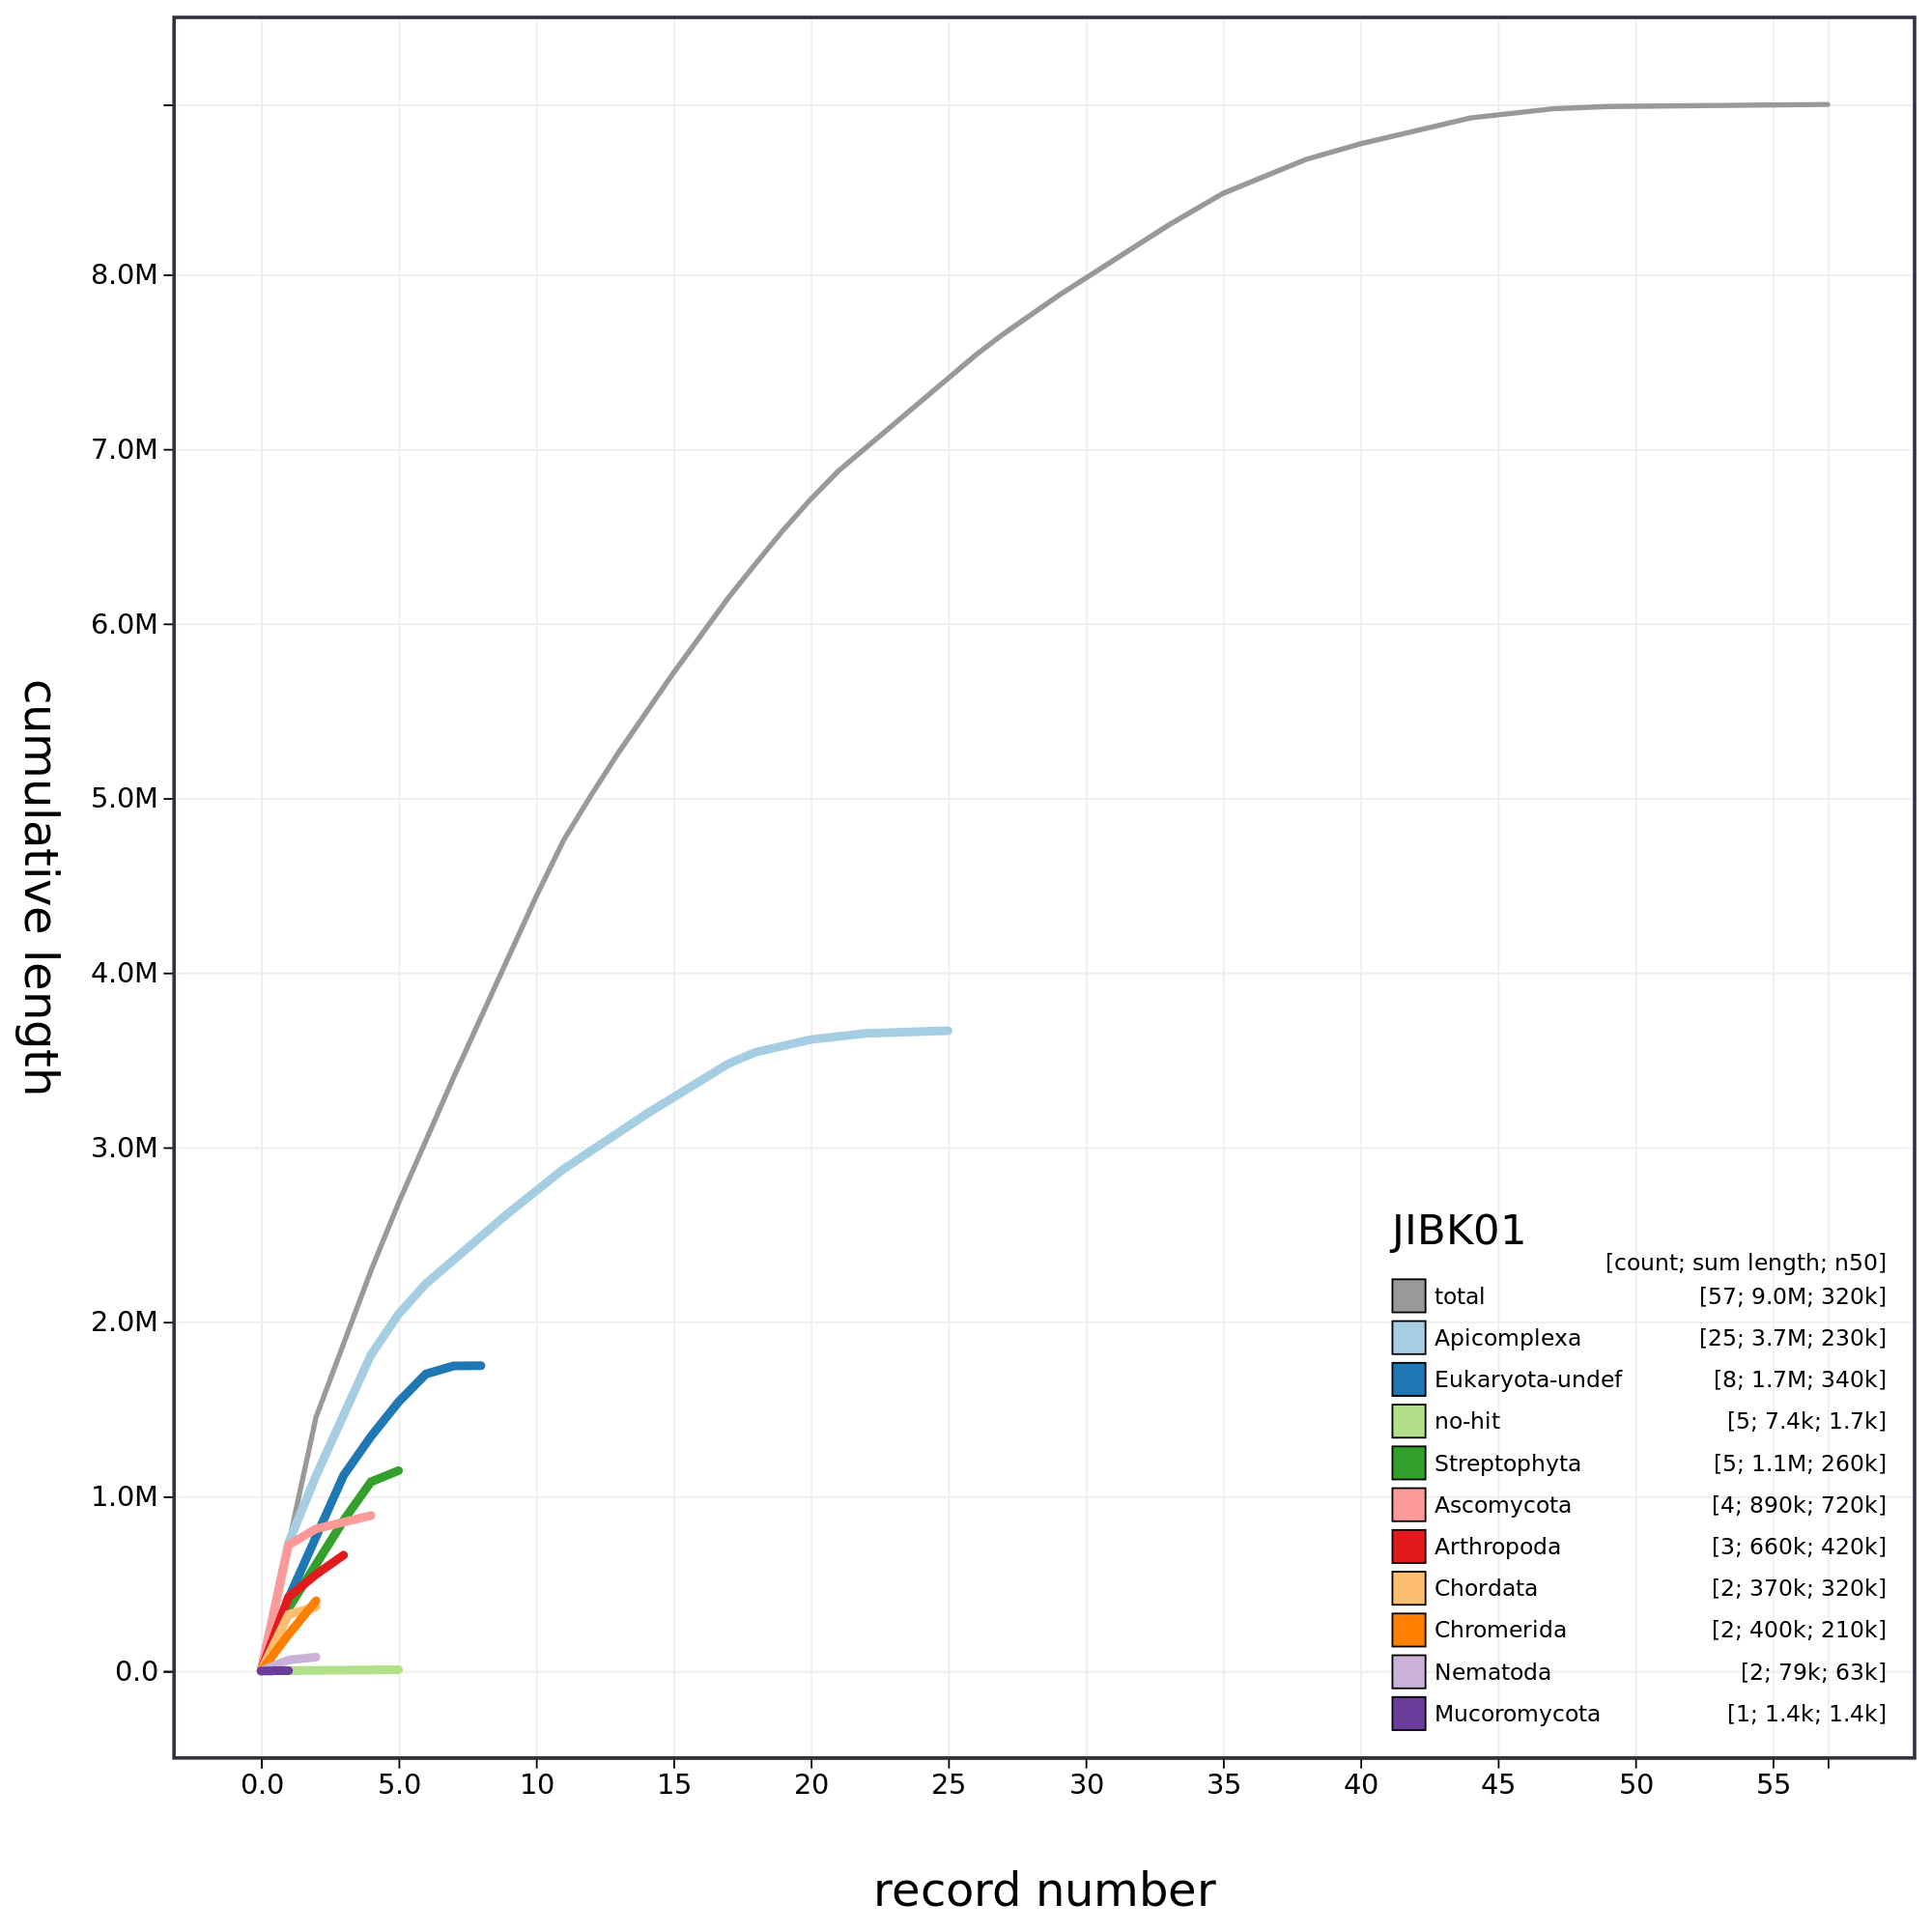 cumulative length
8.0M
7.0M
6.0M
5.0M
4.0M
3.0M
2.0M
1.0M
0.0
JIBK01
[count; sum length; n50]
total [57; 9.0M; 320k]
Apicomplexa [25; 3.7M; 230k]
Eukaryota-undef [8; 1.7M; 340k]
no-hit [5; 7.4k; 1.7k]
Streptophyta [5; 1.1M; 260k]
Ascomycota [4; 890k; 720k]
Arthropoda [3; 660k; 420k]
Chordata [2; 370k; 320k]
Chromerida [2; 400k; 210k]
Nematoda [2; 79k; 63k]
Mucoromycota [1; 1.4k; 1.4k]
0.0 5.0 10 15 20 25 30 35 40 45 50 55
record number